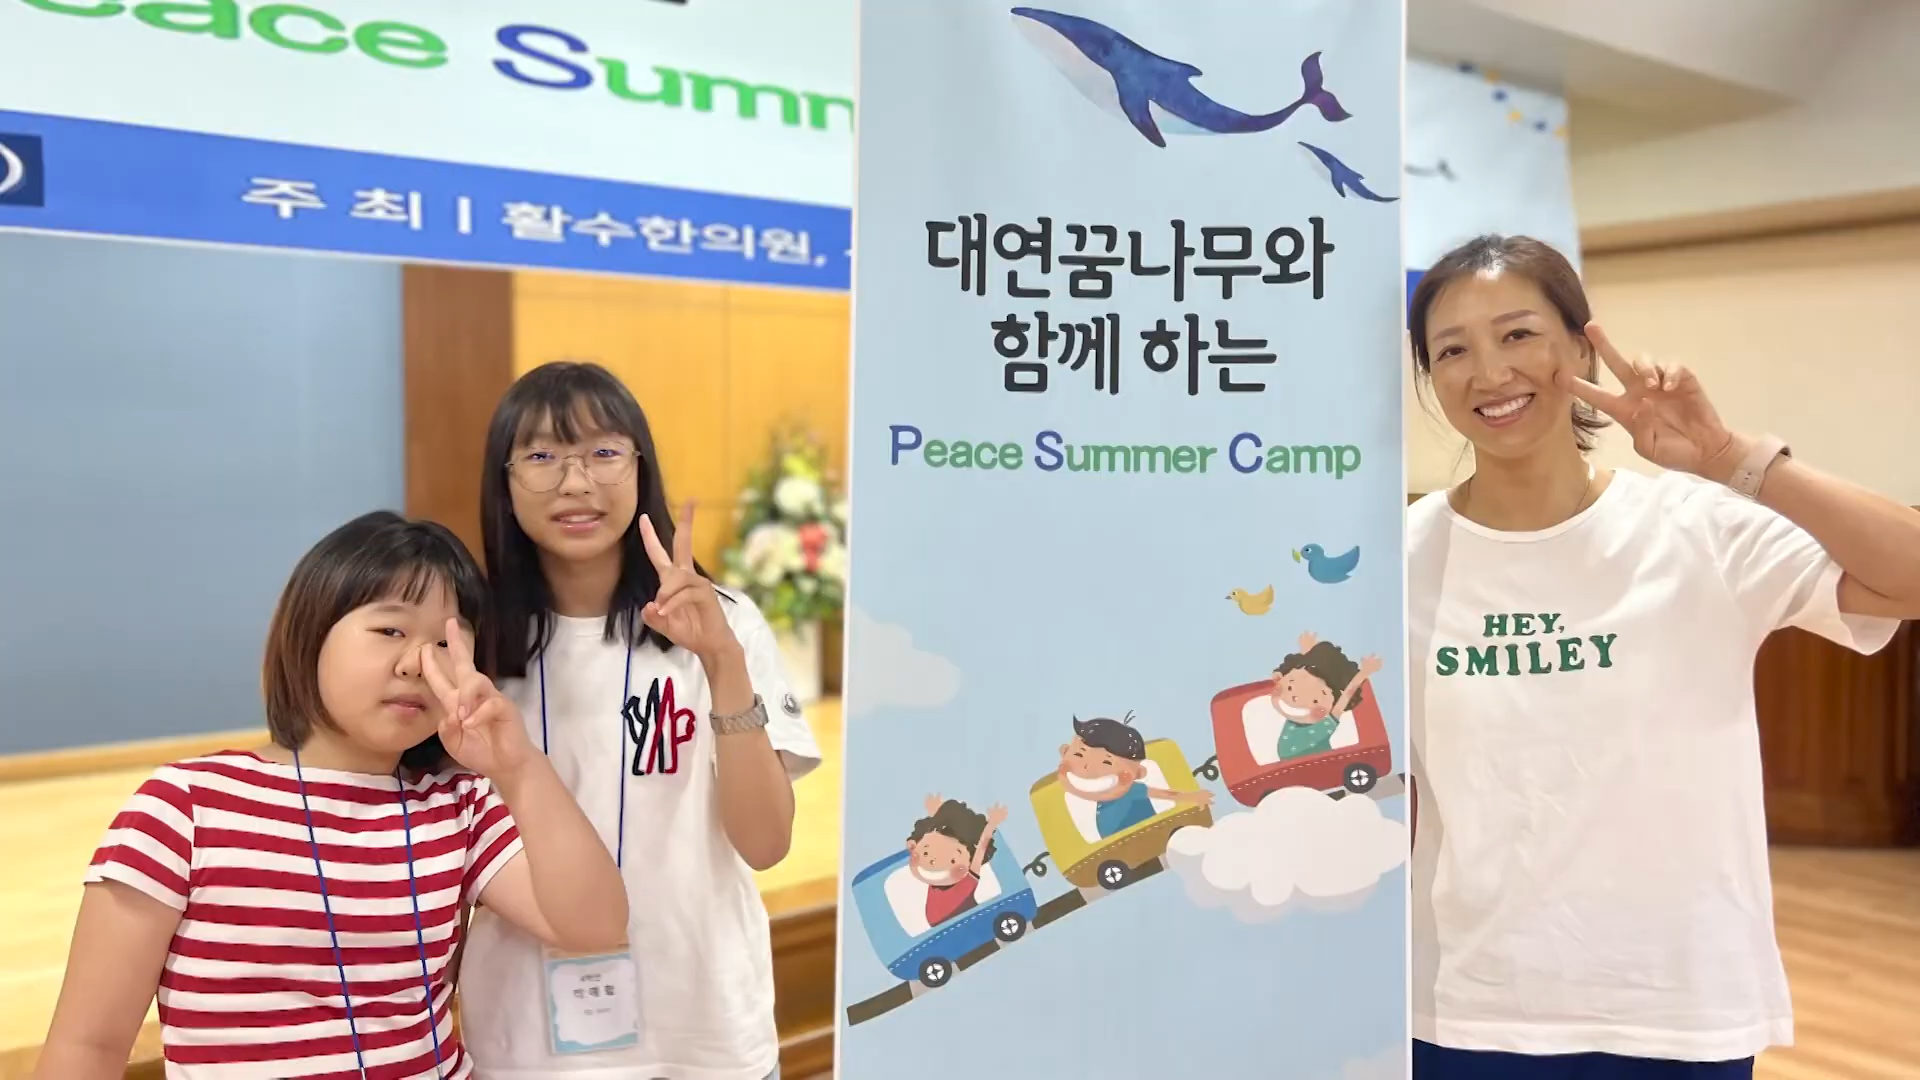 eace Summ
주 최 | 활수한의원,
대연꿈나무와
함께 하는
Peace Summer Camp
HEY,
SMILEY